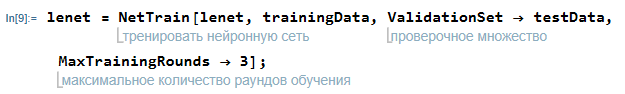 In[9]:= lenet = NetTrain[lenet, trainingData, ValidationSet → testData,
тренировать нейронную сеть проверочное множество
MaxTrainingRounds → 3];
максимальное количество раундов обучения